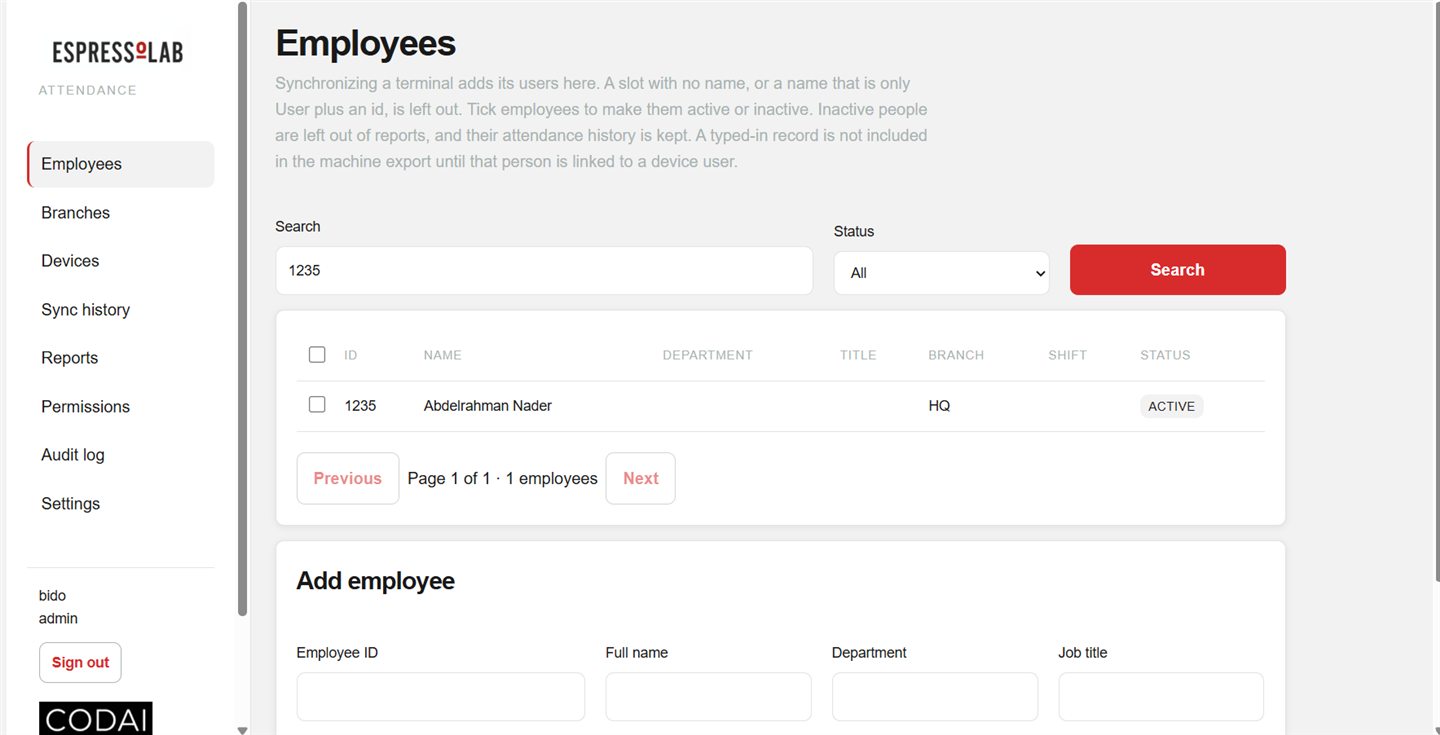 ESPRESSOLAB
ATTENDANCE
Employees
Branches
Devices
Sync history
Reports
Permissions
Audit log
Settings
bido
admin
Sign out
CODAI
Employees
Synchronizing a terminal adds its users here. A slot with no name, or a name that is only
User plus an id, is left out. Tick employees to make them active or inactive. Inactive people
are left out of reports, and their attendance history is kept. A typed-in record is not included
in the machine export until that person is linked to a device user.
Search
Status
1235
All
Search
ID NAME DEPARTMENT TITLE BRANCH SHIFT STATUS
1235 Abdelrahman Nader HQ ACTIVE
Previous Page 1 of 1 · 1 employees Next
Add employee
Employee ID Full name Department Job title